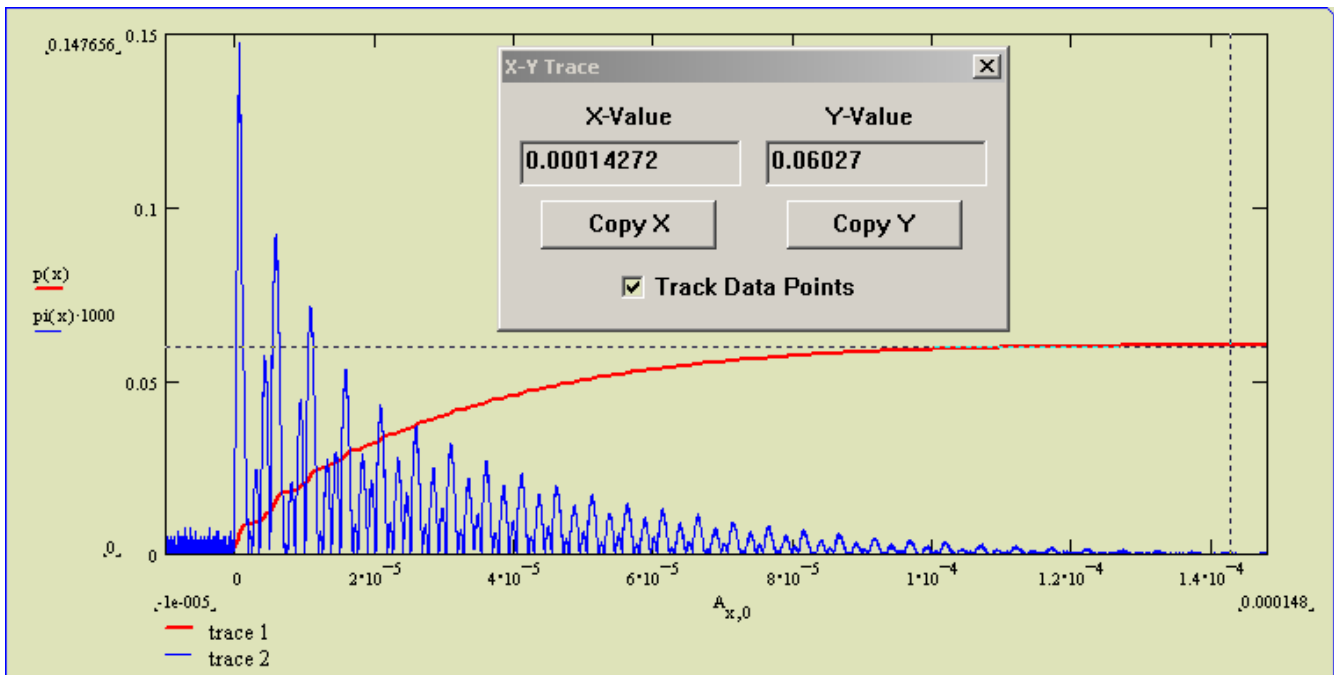 0.147656
0.15
X-Y Trace
X-Value
Y-Value
0.00014272
0.06027
0.1
Copy X
Copy Y
p(x)
Track Data Points
pi(x)·1000
0.05
0
0
0
2·10⁻⁵
4·10⁻⁵
6·10⁻⁵
8·10⁻⁵
1·10⁻⁴
1.2·10⁻⁴
1.4·10⁻⁴
-1e-005
A x,0
0.000148
trace 1
trace 2